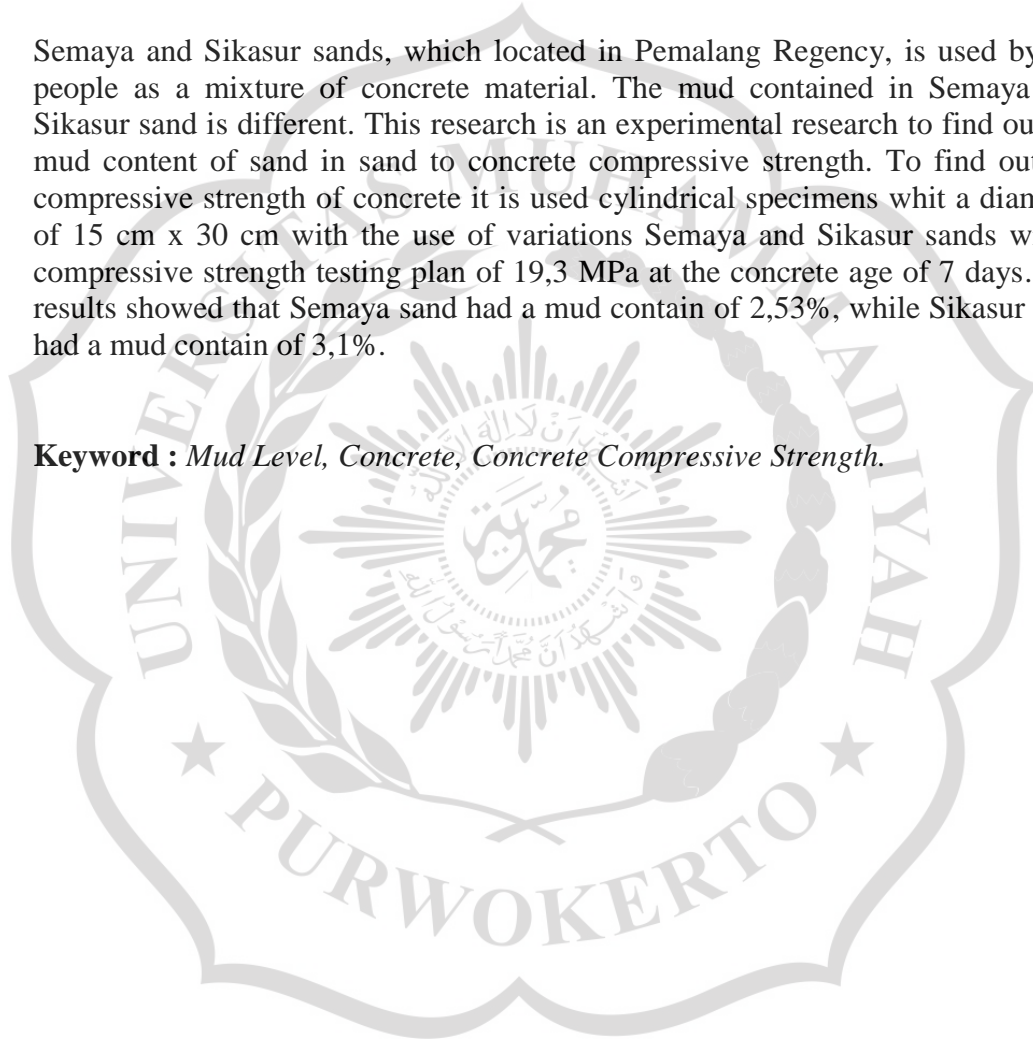 Semaya and Sikasur sands, which located in Pemalang Regency, is used by
people as a mixture of concrete material. The mud contained in Semaya
Sikasur sand is different. This research is an experimental research to find ou
mud content of sand in sand to concrete compressive strength. To find out
compressive strength of concrete it is used cylindrical specimens whit a diam
of 15 cm x 30 cm with the use of variations Semaya and Sikasur sands w
compressive strength testing plan of 19,3 MPa at the concrete age of 7 days.
results showed that Semaya sand had a mud contain of 2,53%, while Sikasur
had a mud contain of 3,1%.
Keyword : Mud Level, Concrete, Concrete Compressive Strength.
UNIVERSITAS MUHAMMADIYAH
PURWOKERTO